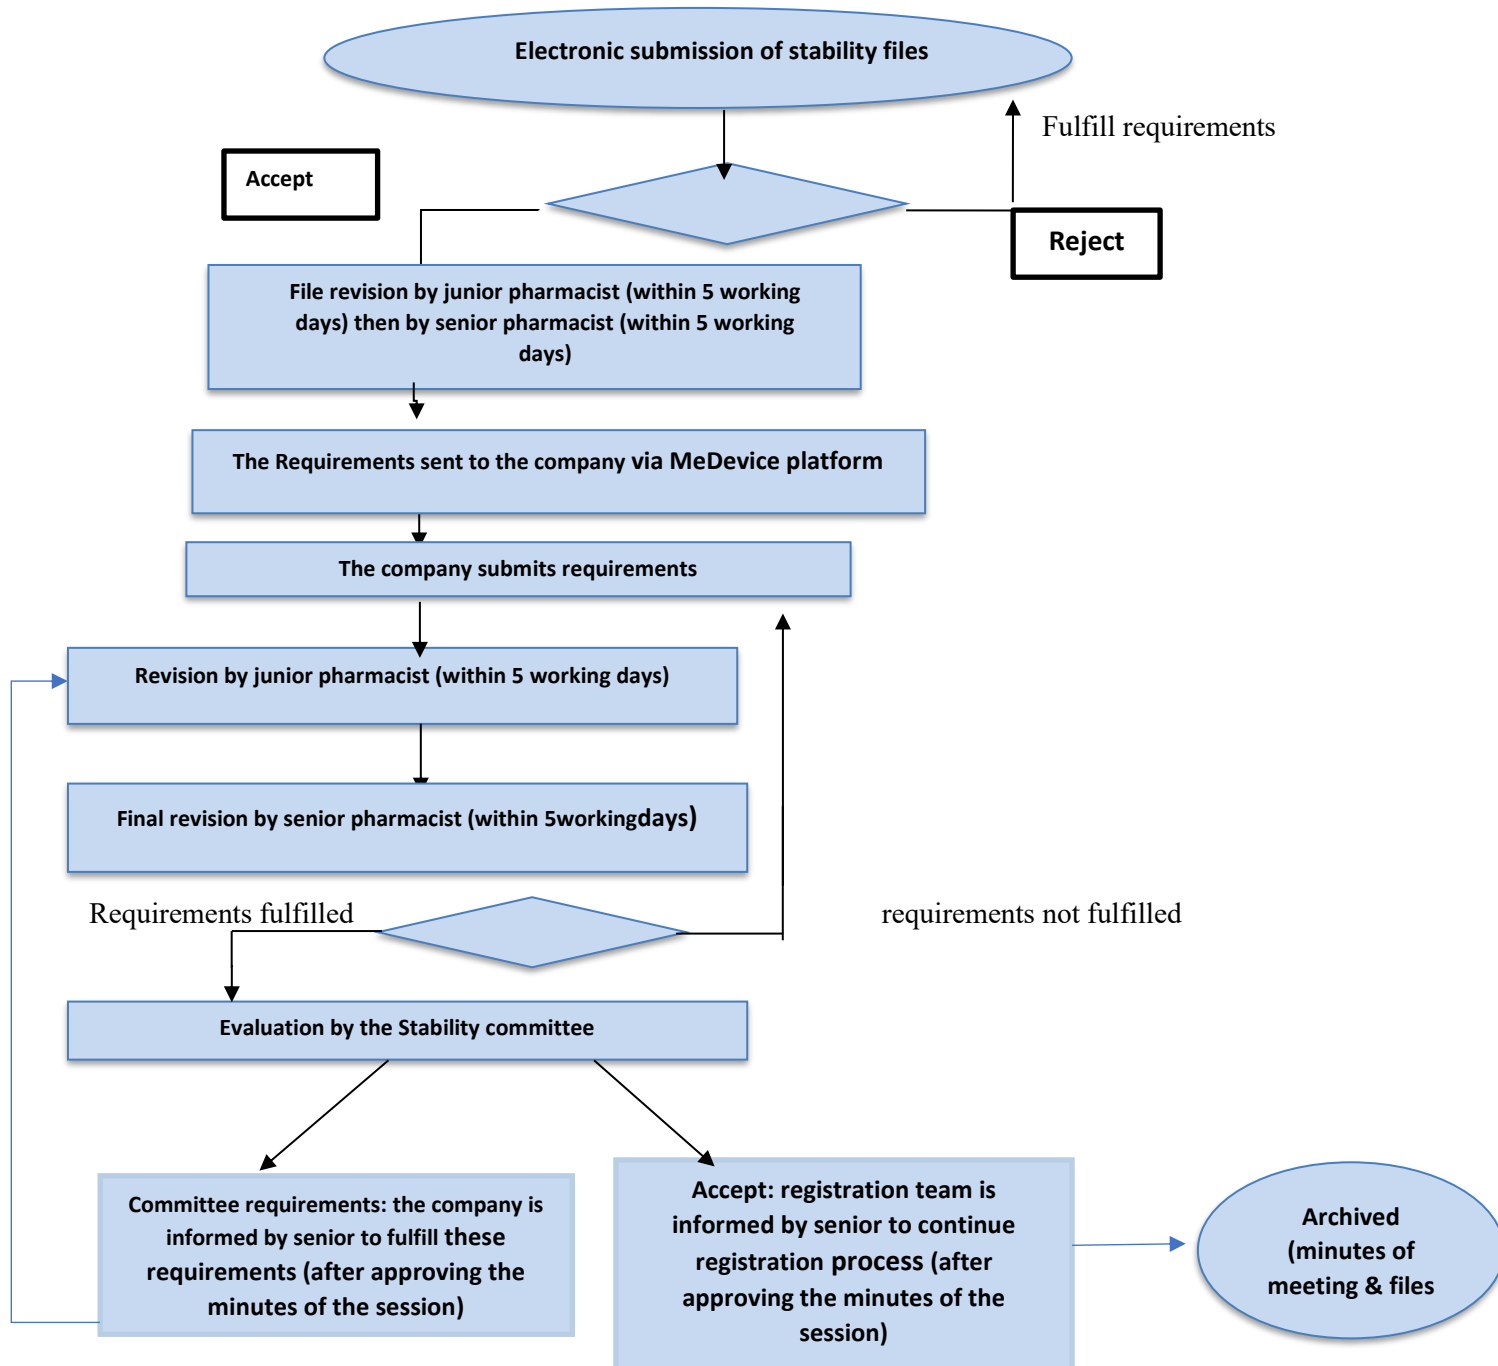 Electronic submission of stability files
Fulfill requirements
Accept
Reject
File revision by junior pharmacist (within 5 working
days) then by senior pharmacist (within 5 working
days)
The Requirements sent to the company via MeDevice platform
The company submits requirements
Revision by junior pharmacist (within 5 working days)
Final revision by senior pharmacist (within 5workingdays)
Requirements fulfilled
requirements not fulfilled
Evaluation by the Stability committee
Committee requirements: the company is
informed by senior to fulfill these
requirements (after approving the
minutes of the session)
Accept: registration team is
informed by senior to continue
registration process (after
approving the minutes of the
session)
Archived
(minutes of
meeting & files